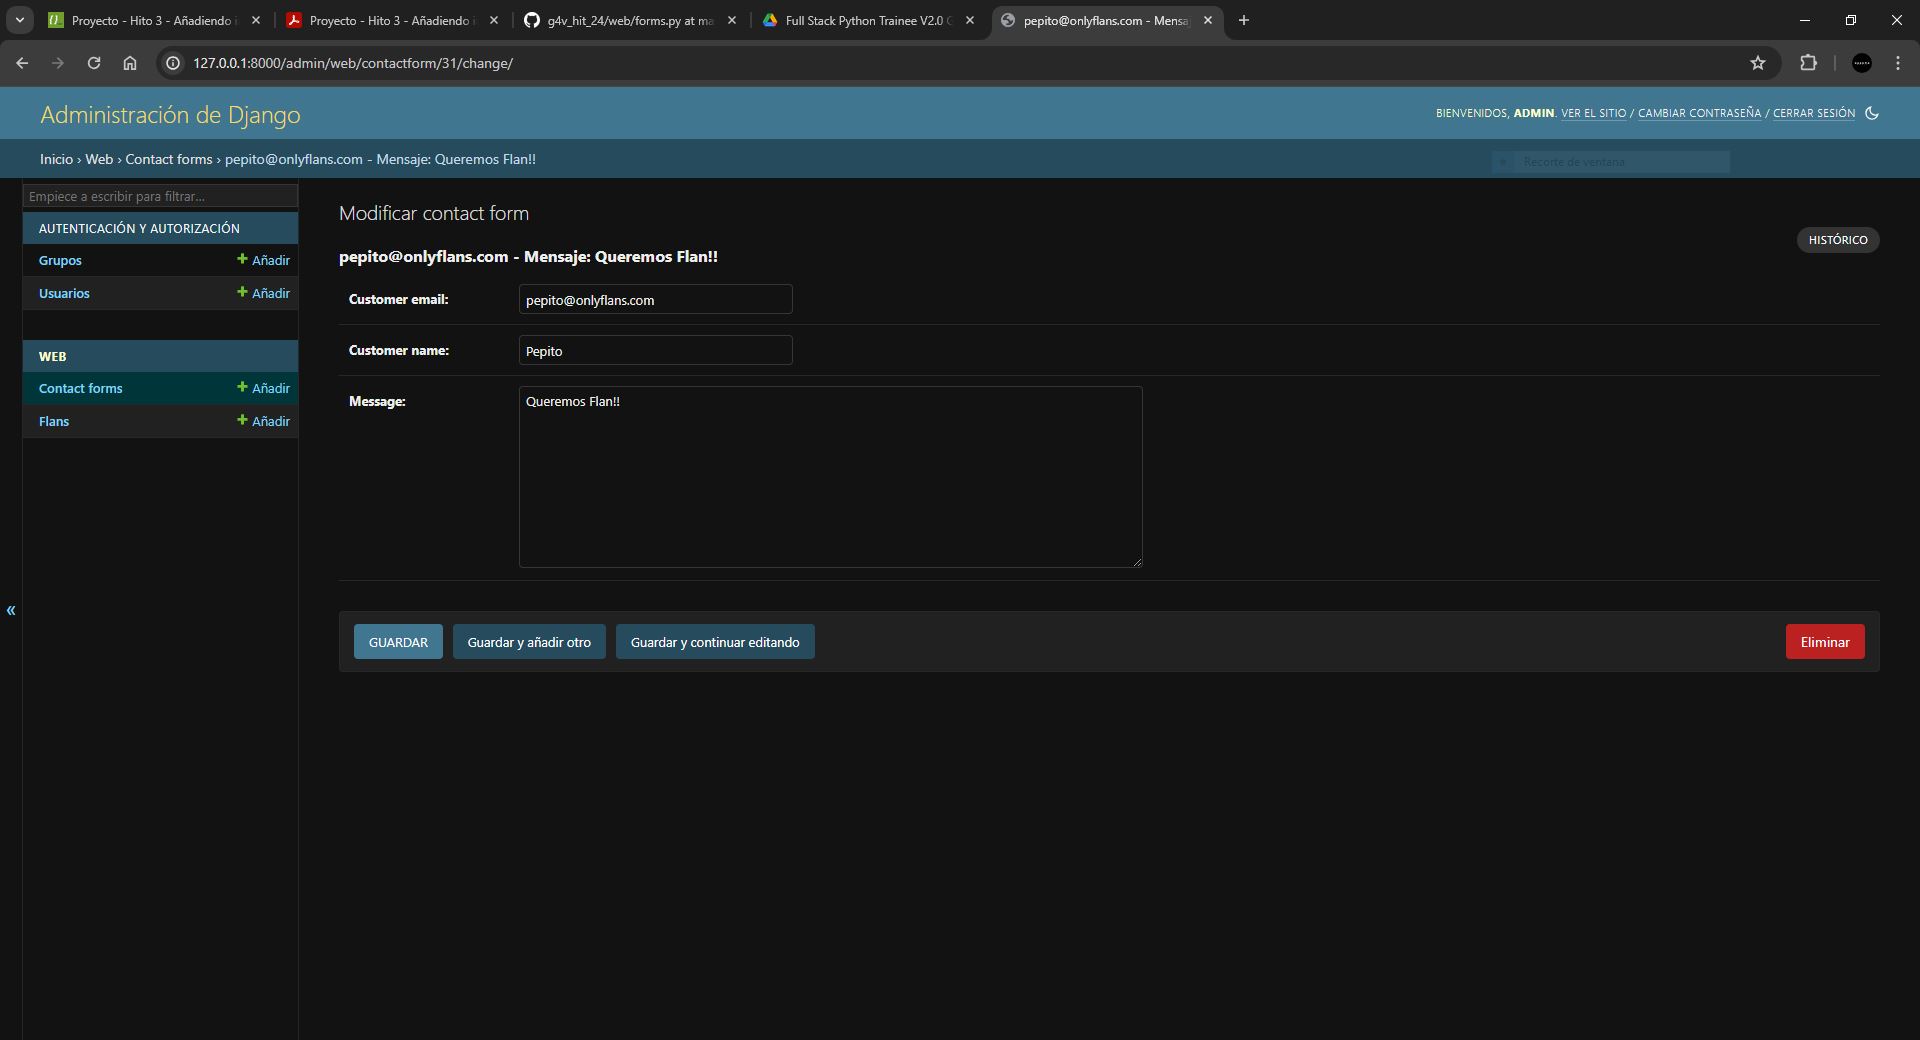 Proyecto - Hito 3 - Añadiendo
Proyecto - Hito 3 - Añadiendo
g4v_hit_24/web/forms.py at ma
Full Stack Python Trainee V2.0
pepito@onlyflans.com - Mensa
127.0.0.1:8000/admin/web/contactform/31/change/
Administración de Django
BIENVENIDOS, ADMIN. VER EL SITIO / CAMBIAR CONTRASEÑA / CERRAR SESIÓN
Inicio › Web › Contact forms › pepito@onlyflans.com - Mensaje: Queremos Flan!!
Recorte de ventana
Empiece a escribir para filtrar...
AUTENTICACIÓN Y AUTORIZACIÓN
Grupos
Añadir
Usuarios
Añadir
WEB
Contact forms
Añadir
Flans
Añadir
«
Modificar contact form
HISTÓRICO
pepito@onlyflans.com - Mensaje: Queremos Flan!!
Customer email:
pepito@onlyflans.com
Customer name:
Pepito
Message:
Queremos Flan!!
GUARDAR
Guardar y añadir otro
Guardar y continuar editando
Eliminar